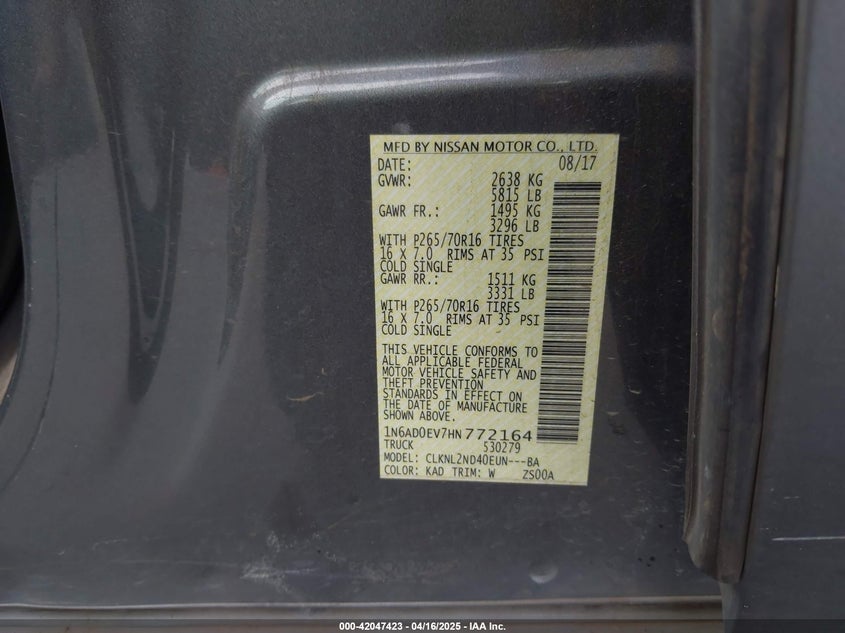 MFD BY NISSAN MOTOR CO., LTD.
DATE: 08/17
GVWR: 2638 KG
5815 LB
GAWR FR.: 1495 KG
3296 LB
WITH P265/70R16 TIRES
16 X 7.0 RIMS AT 35 PSI
COLD SINGLE
GAWR RR.: 1511 KG
3331 LB
WITH P265/70R16 TIRES
16 X 7.0 RIMS AT 35 PSI
COLD SINGLE
THIS VEHICLE CONFORMS TO
ALL APPLICABLE FEDERAL
MOTOR VEHICLE SAFETY AND
THEFT PREVENTION
STANDARDS IN EFFECT ON
THE DATE OF MANUFACTURE
SHOWN ABOVE.
1N6AD0EV7HN772164
TRUCK 530279
MODEL: CLKNL2ND40EUN---BA
COLOR: KAD TRIM: W ZS00A
000-42047423 - 04/16/2025 - IAA Inc.